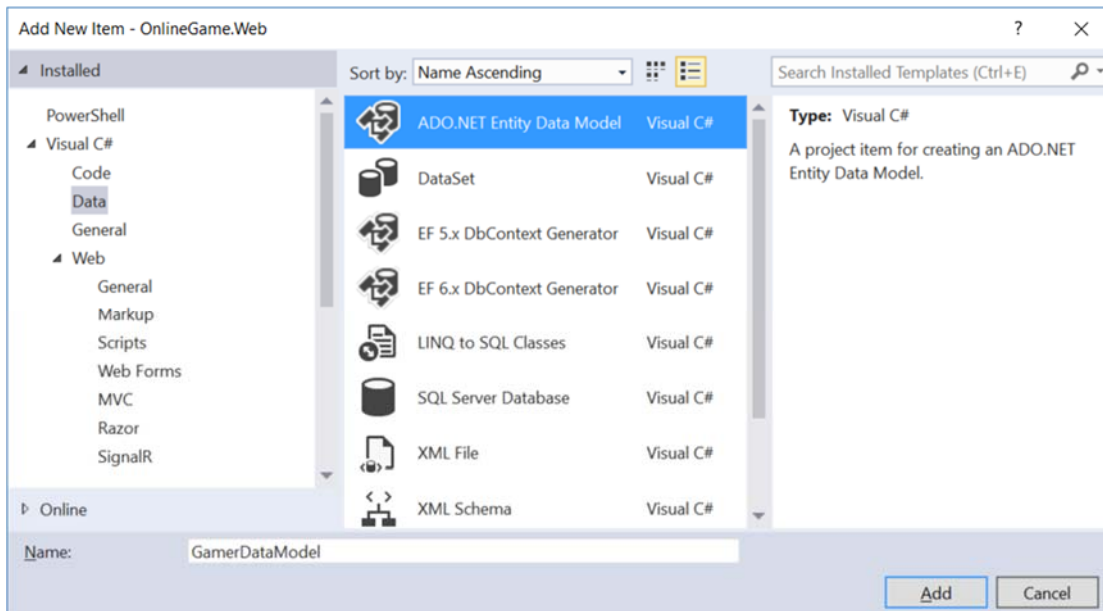 Add New Item - OnlineGame.Web
?
Installed
Sort by: Name Ascending
Search Installed Templates (Ctrl+E)
PowerShell
Visual C#
Code
Data
General
Web
General
Markup
Scripts
Web Forms
MVC
Razor
SignalR
Online
ADO.NET Entity Data Model Visual C#
DataSet Visual C#
EF 5.x DbContext Generator Visual C#
EF 6.x DbContext Generator Visual C#
LINQ to SQL Classes Visual C#
SQL Server Database Visual C#
XML File Visual C#
XML Schema Visual C#
Type: Visual C#
A project item for creating an ADO.NET
Entity Data Model.
Name: GamerDataModel
Add Cancel